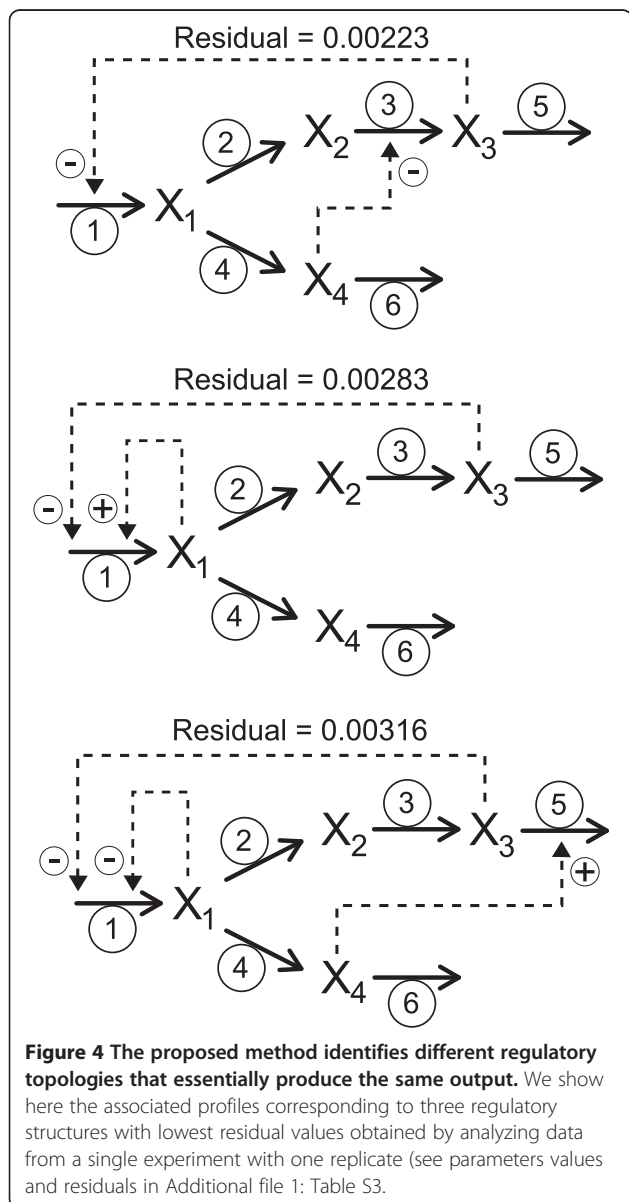 Residual = 0.00223
3
5
2
X2
X3
-
-
X1
1
4
X4
6
Residual = 0.00283
3
5
2
X2
X3
-
+
X1
1
4
X4
6
Residual = 0.00316
3
5
2
X2
X3
-
-
+
X1
1
4
X4
6
Figure 4 The proposed method identifies different regulatory
topologies that essentially produce the same output. We show
here the associated profiles corresponding to three regulatory
structures with lowest residual values obtained by analyzing data
from a single experiment with one replicate (see parameters values
and residuals in Additional file 1: Table S3.